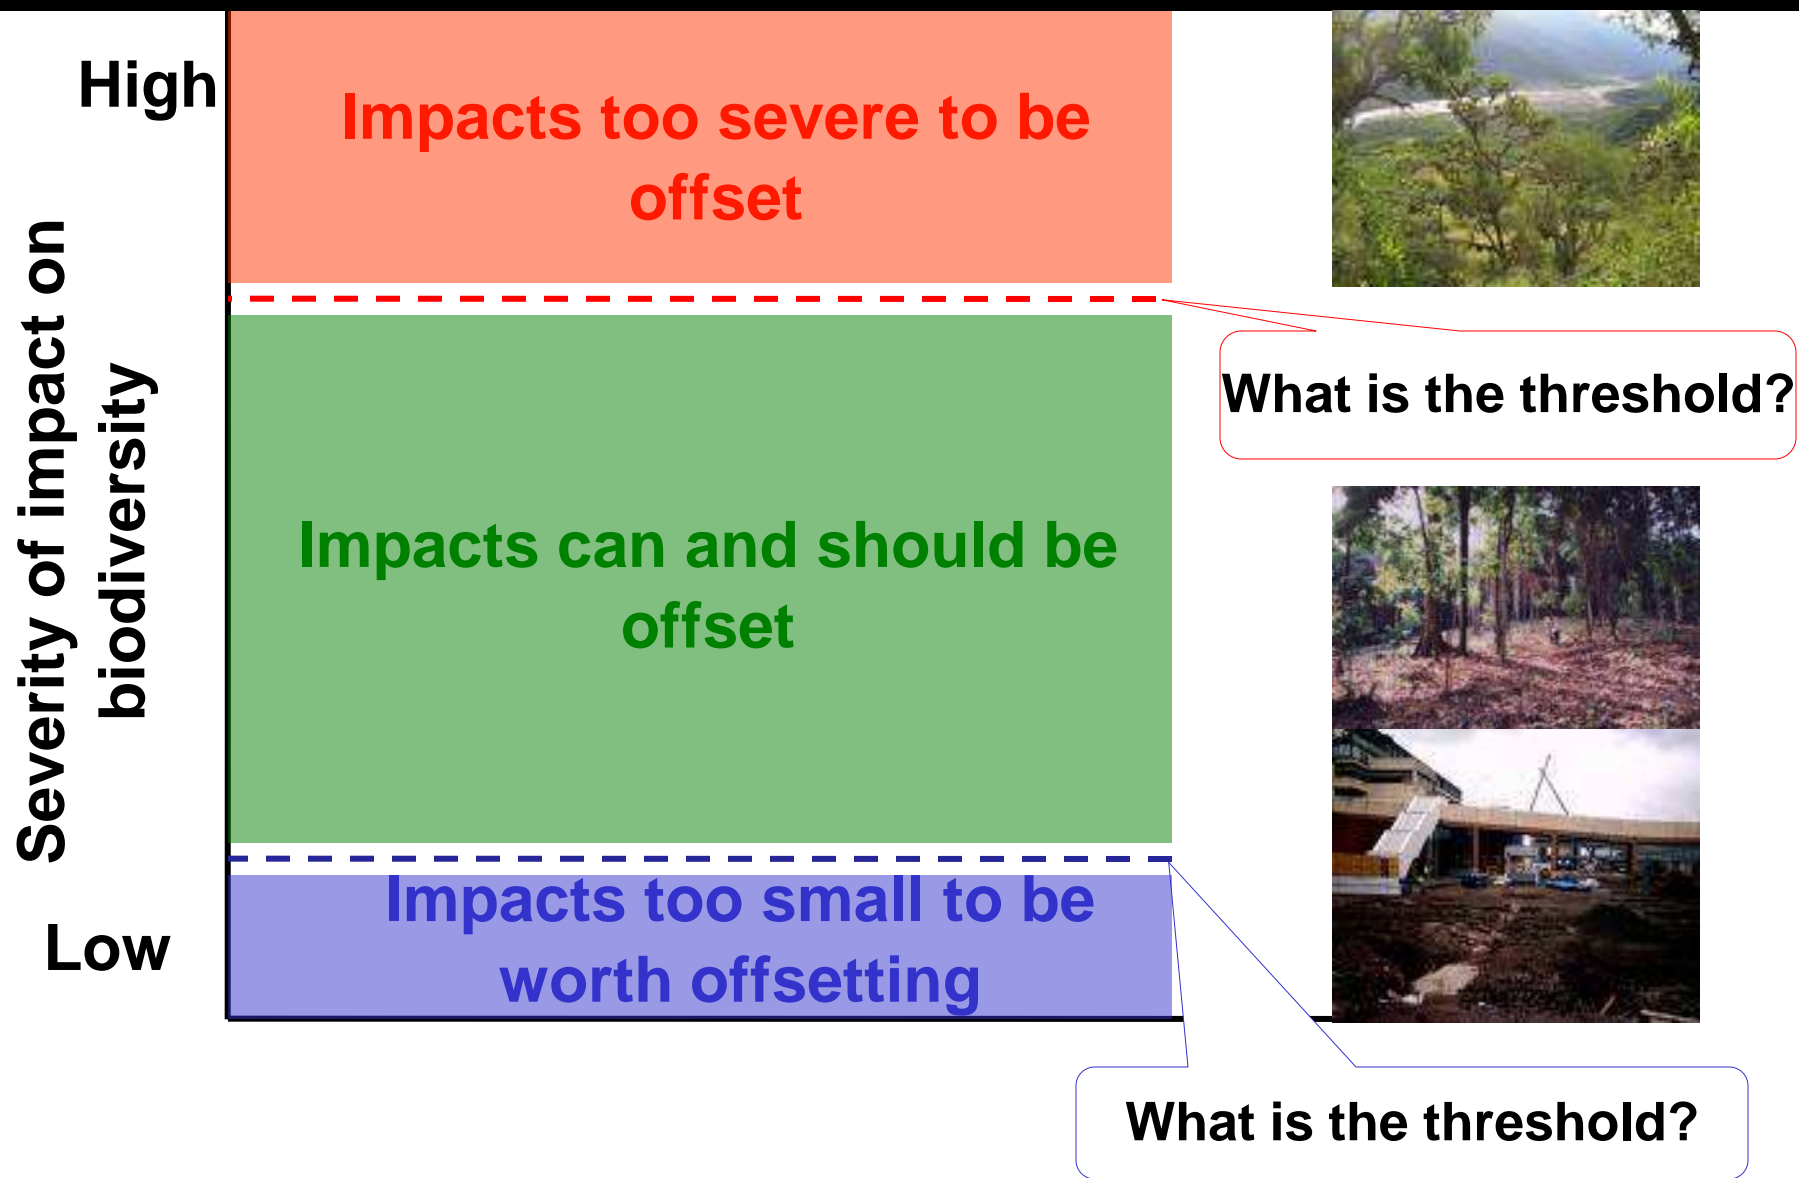 High
Impacts too severe to be
offset
What is the threshold?
Severity of impact on
biodiversity
Impacts can and should be
offset
Impacts too small to be
worth offsetting
Low
What is the threshold?